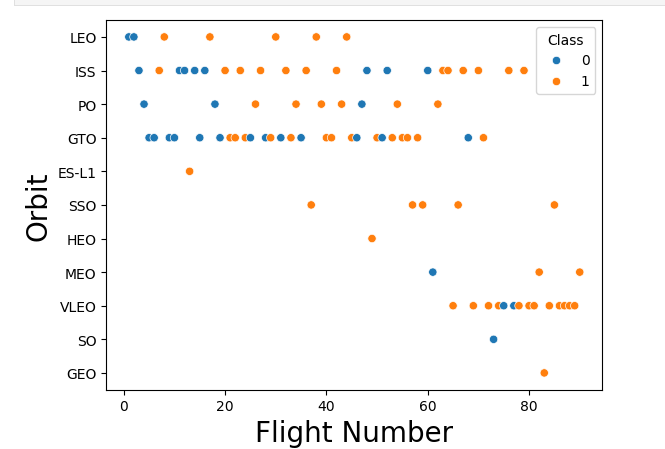 LEO
ISS
PO
GTO
ES-L1
SSO
HEO
MEO
VLEO
SO
GEO
Orbit
Class
0
1
0 20 40 60 80
Flight Number